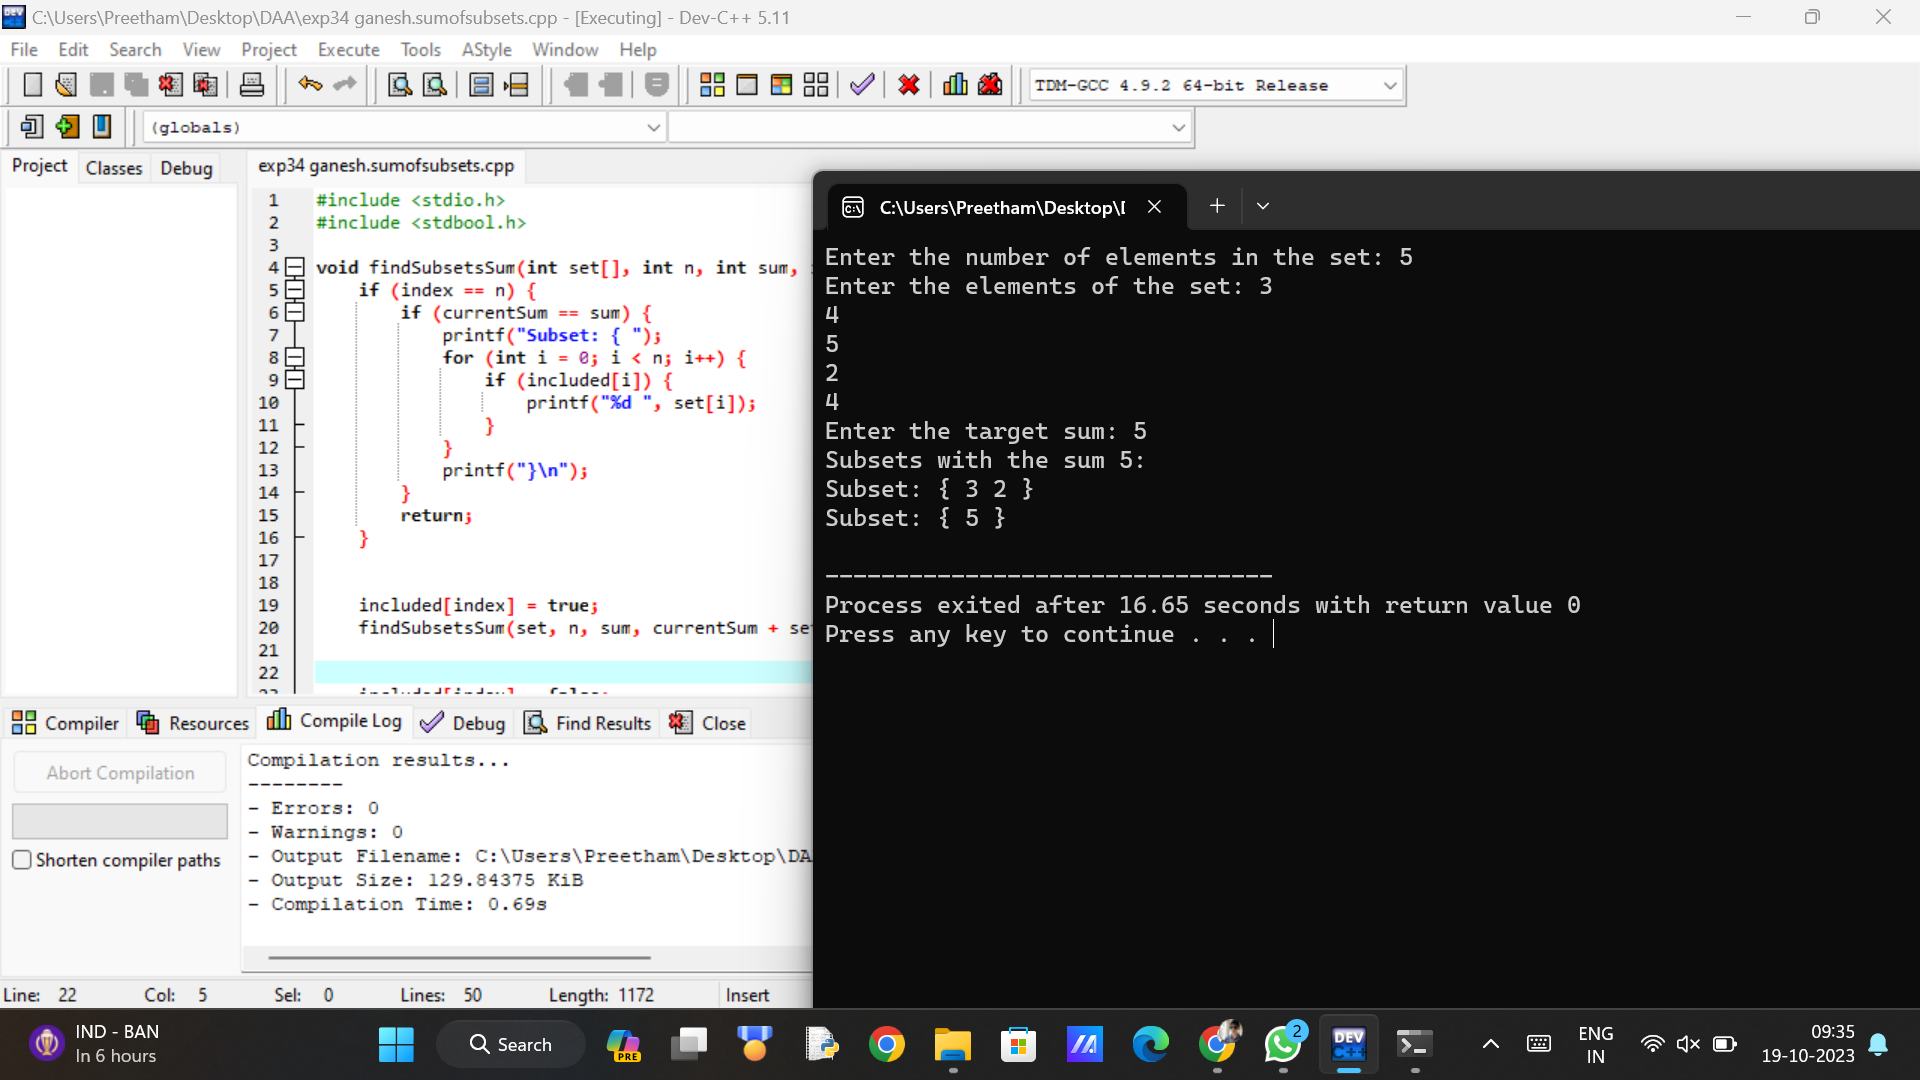 C:\Users\Preetham\Desktop\DAA\exp34 ganesh.sumofsubsets.cpp - [Executing] - Dev-C++ 5.11
File Edit Search View Project Execute Tools AStyle Window Help
TDM-GCC 4.9.2 64-bit Release
(globals)
Project Classes Debug
exp34 ganesh.sumofsubsets.cpp
1 #include <stdio.h>
2 #include <stdbool.h>
3
4 void findSubsetsSum(int set[], int n, int sum,
5 if (index == n) {
6 if (currentSum == sum) {
7 printf("Subset: { ");
8 for (int i = 0; i < n; i++) {
9 if (included[i]) {
10 printf("%d ", set[i]);
11 }
12 }
13 printf("}\n");
14 }
15 return;
16 }
17
18
19 included[index] = true;
20 findSubsetsSum(set, n, sum, currentSum + se
21
22
23 included[index] = false;
C:\Users\Preetham\Desktop\
Enter the number of elements in the set: 5
Enter the elements of the set: 3
4
5
2
4
Enter the target sum: 5
Subsets with the sum 5:
Subset: { 3 2 }
Subset: { 5 }
--------------------------------
Process exited after 16.65 seconds with return value 0
Press any key to continue . . .
Compiler Resources Compile Log Debug Find Results Close
Abort Compilation
Shorten compiler paths
Compilation results...
--------
- Errors: 0
- Warnings: 0
- Output Filename: C:\Users\Preetham\Desktop\DA
- Output Size: 129.84375 KiB
- Compilation Time: 0.69s
Line: 22 Col: 5 Sel: 0 Lines: 50 Length: 1172 Insert
IND - BAN
In 6 hours
Search
PRE
2
DEV
C++
ENG
IN
09:35
19-10-2023